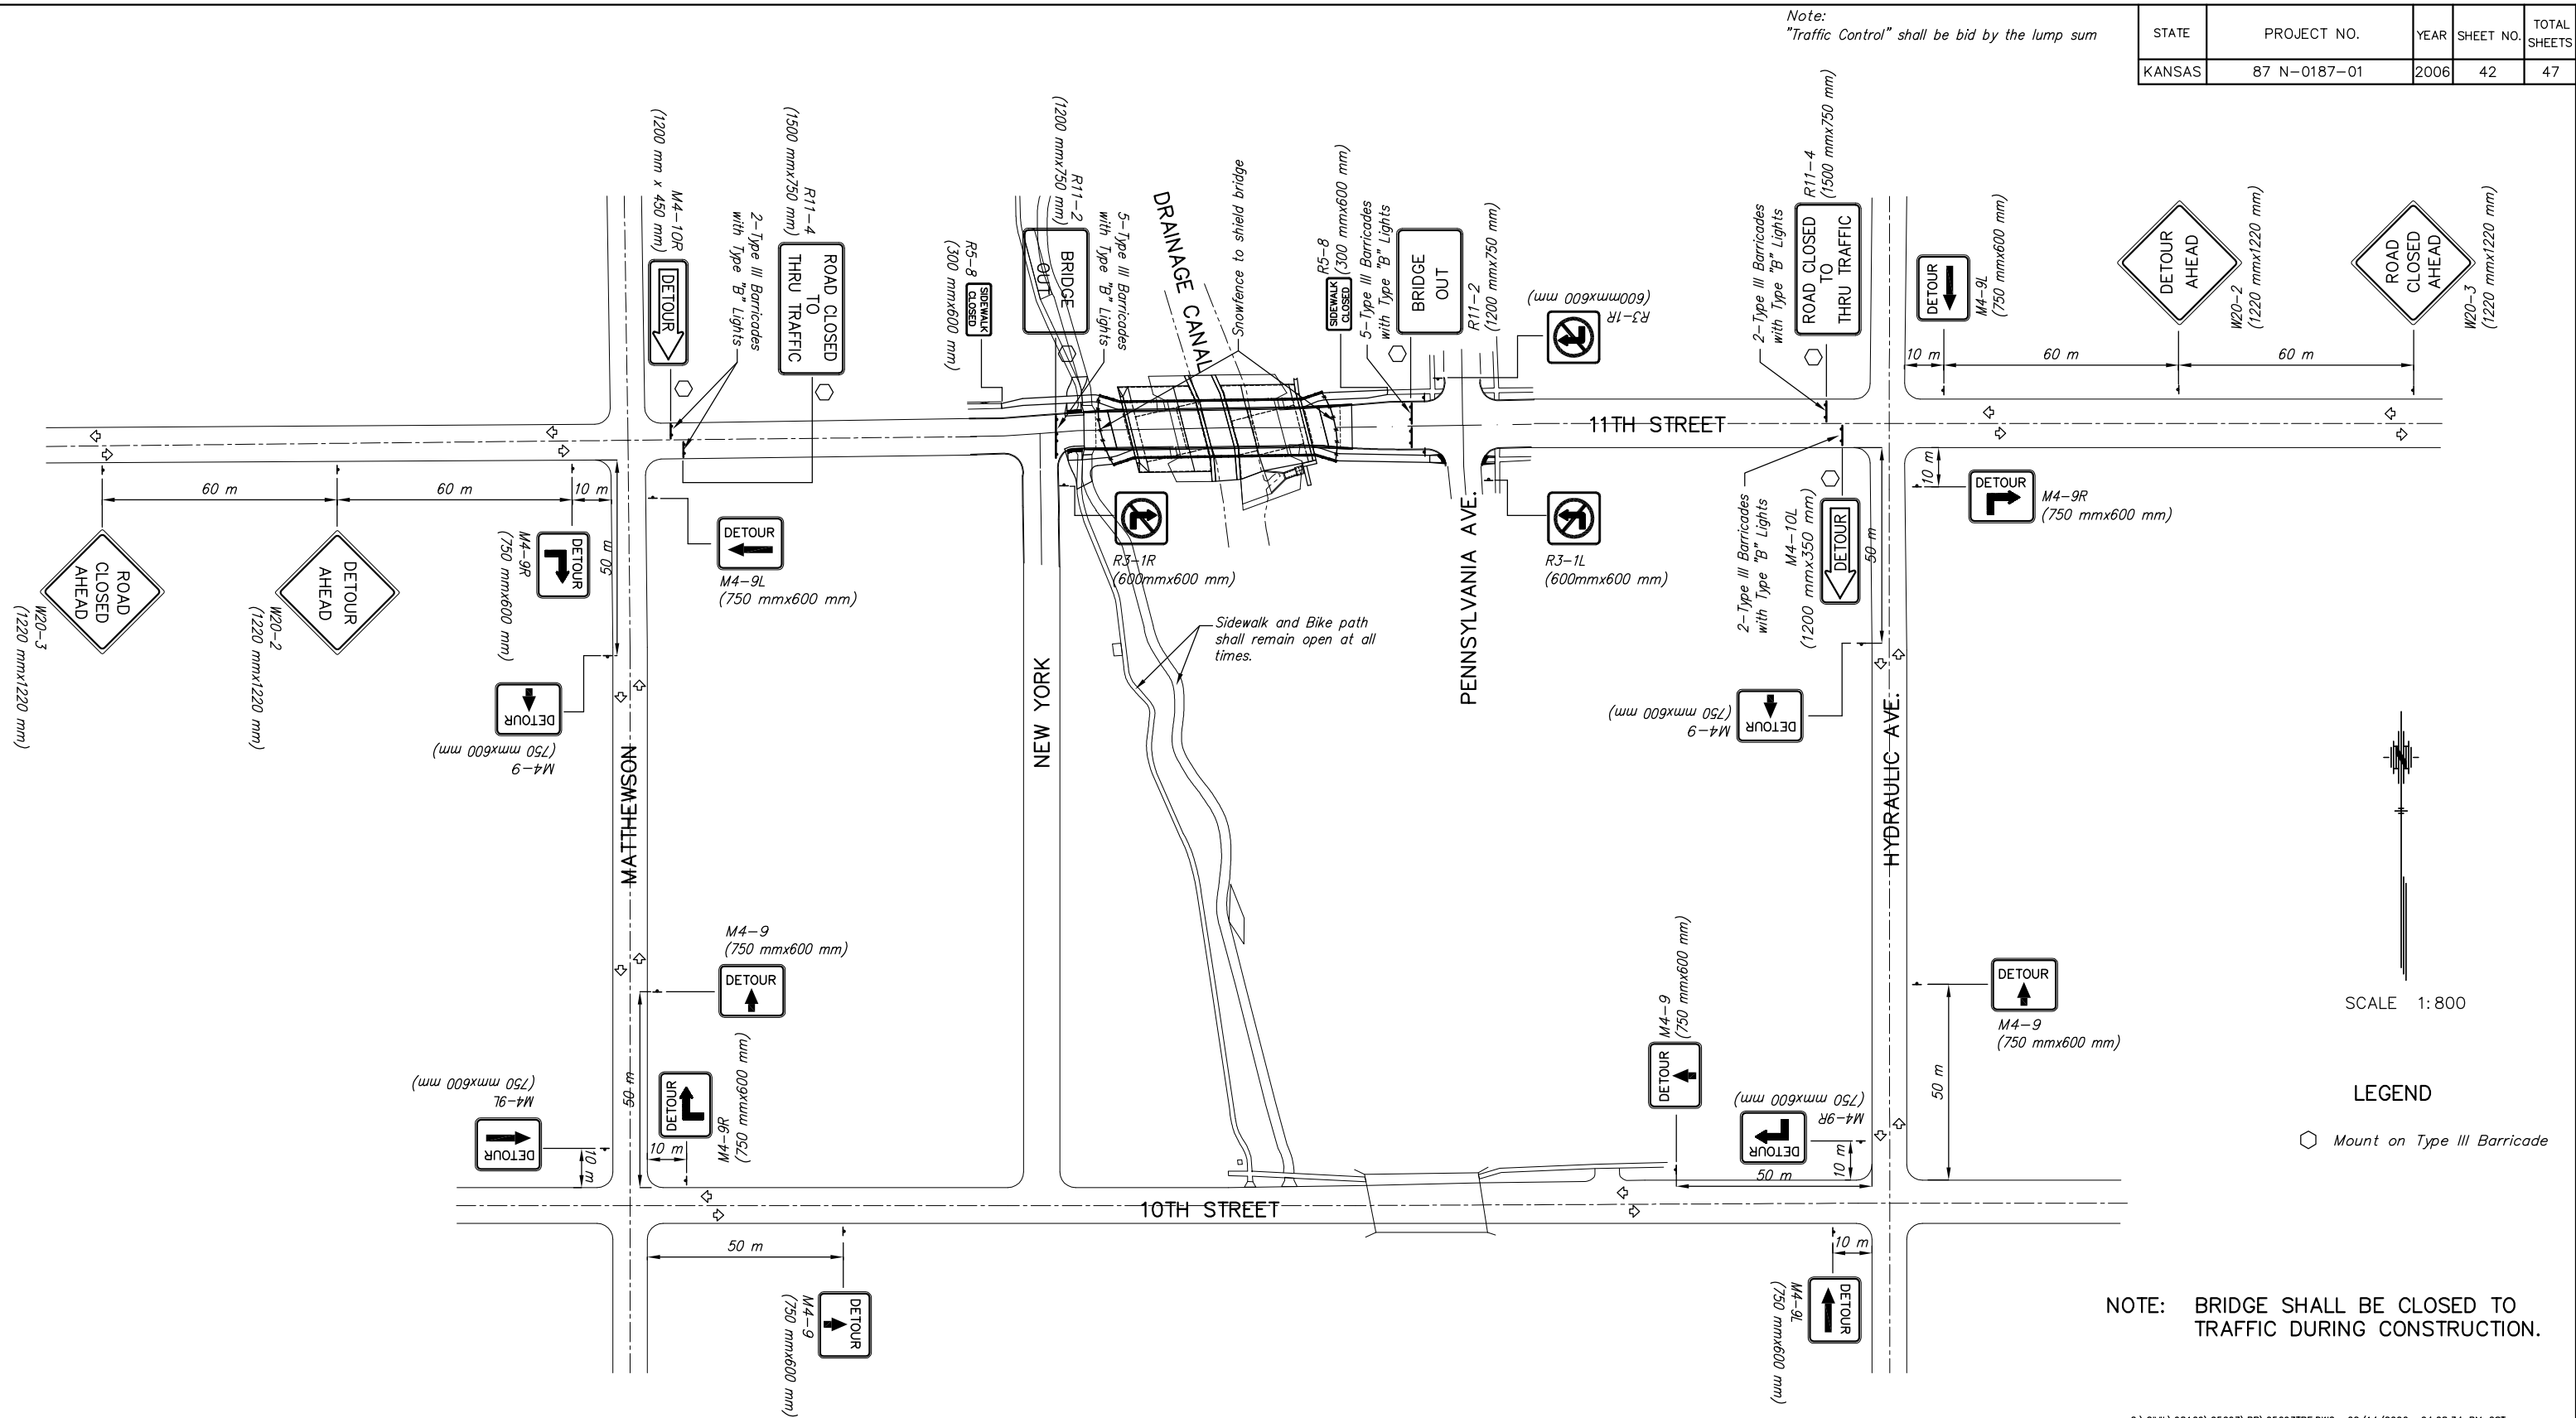 Note:
"Traffic Control" shall be bid by the lump sum
STATE
PROJECT NO.
YEAR
SHEET NO.
TOTAL
SHEETS
KANSAS
87 N-0187-01
2006
42
47
(1200 mm x 450 mm)
M4-10R
DETOUR
2-Type III Barricades
with Type "B" Lights
(1500 mmx750 mm)
R11-4
ROAD CLOSED
TO
THRU TRAFFIC
R5-8
(300 mmx600 mm)
SIDEWALK
CLOSED
(1200 mmx750 mm)
R11-2
BRIDGE
OUT
5-Type III Barricades
with Type "B" Lights
DRAINAGE CANAL
Snowfence to shield bridge
R5-8
(300 mmx600 mm)
SIDEWALK
CLOSED
5-Type III Barricades
with Type "B" Lights
BRIDGE
OUT
R11-2
(1200 mmx750 mm)
R3-1R
(600mmx600 mm)
2-Type III Barricades
with Type "B" Lights
R11-4
(1500 mmx750 mm)
ROAD CLOSED
TO
THRU TRAFFIC
DETOUR
M4-9L
(750 mmx600 mm)
DETOUR
AHEAD
W20-2
(1220 mmx1220 mm)
ROAD
CLOSED
AHEAD
W20-3
(1220 mmx1220 mm)
10 m
60 m
60 m
11TH STREET
60 m
60 m
10 m
50 m
ROAD
CLOSED
AHEAD
W20-3
(1220 mmx1220 mm)
DETOUR
AHEAD
W20-2
(1220 mmx1220 mm)
DETOUR
M4-9R
(750 mmx600 mm)
DETOUR
M4-9L
(750 mmx600 mm)
DETOUR
M4-9
(750 mmx600 mm)
R3-1R
(600mmx600 mm)
R3-1L
(600mmx600 mm)
Sidewalk and Bike path
shall remain open at all
times.
2-Type III Barricades
with Type "B" Lights
M4-10L
(1200 mmx350 mm)
DETOUR
50 m
10 m
DETOUR
M4-9R
(750 mmx600 mm)
DETOUR
M4-9
(750 mmx600 mm)
MATTHEWSON
NEW YORK
PENNSYLVANIA AVE.
HYDRAULIC AVE.
M4-9
(750 mmx600 mm)
DETOUR
50 m
DETOUR
M4-9R
(750 mmx600 mm)
10 m
M4-9L
(750 mmx600 mm)
DETOUR
10 m
M4-9
(750 mmx600 mm)
DETOUR
50 m
M4-9R
(750 mmx600 mm)
DETOUR
10 m
DETOUR
M4-9
(750 mmx600 mm)
50 m
10TH STREET
50 m
DETOUR
M4-9
(750 mmx600 mm)
10 m
DETOUR
M4-9L
(750 mmx600 mm)
N
SCALE 1:800
LEGEND
Mount on Type III Barricade
NOTE: BRIDGE SHALL BE CLOSED TO
TRAFFIC DURING CONSTRUCTION.